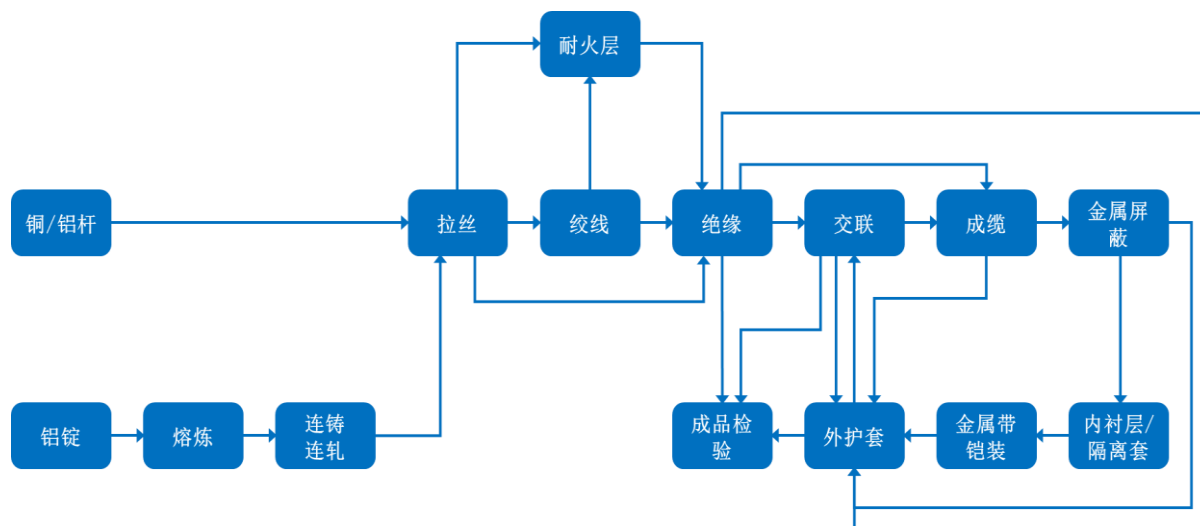 耐火层
铜/铝杆
拉丝
绞线
绝缘
交联
成缆
金属屏
蔽
铝锭
熔炼
连铸
连轧
成品检
验
外护套
金属带
铠装
内衬层/
隔离套